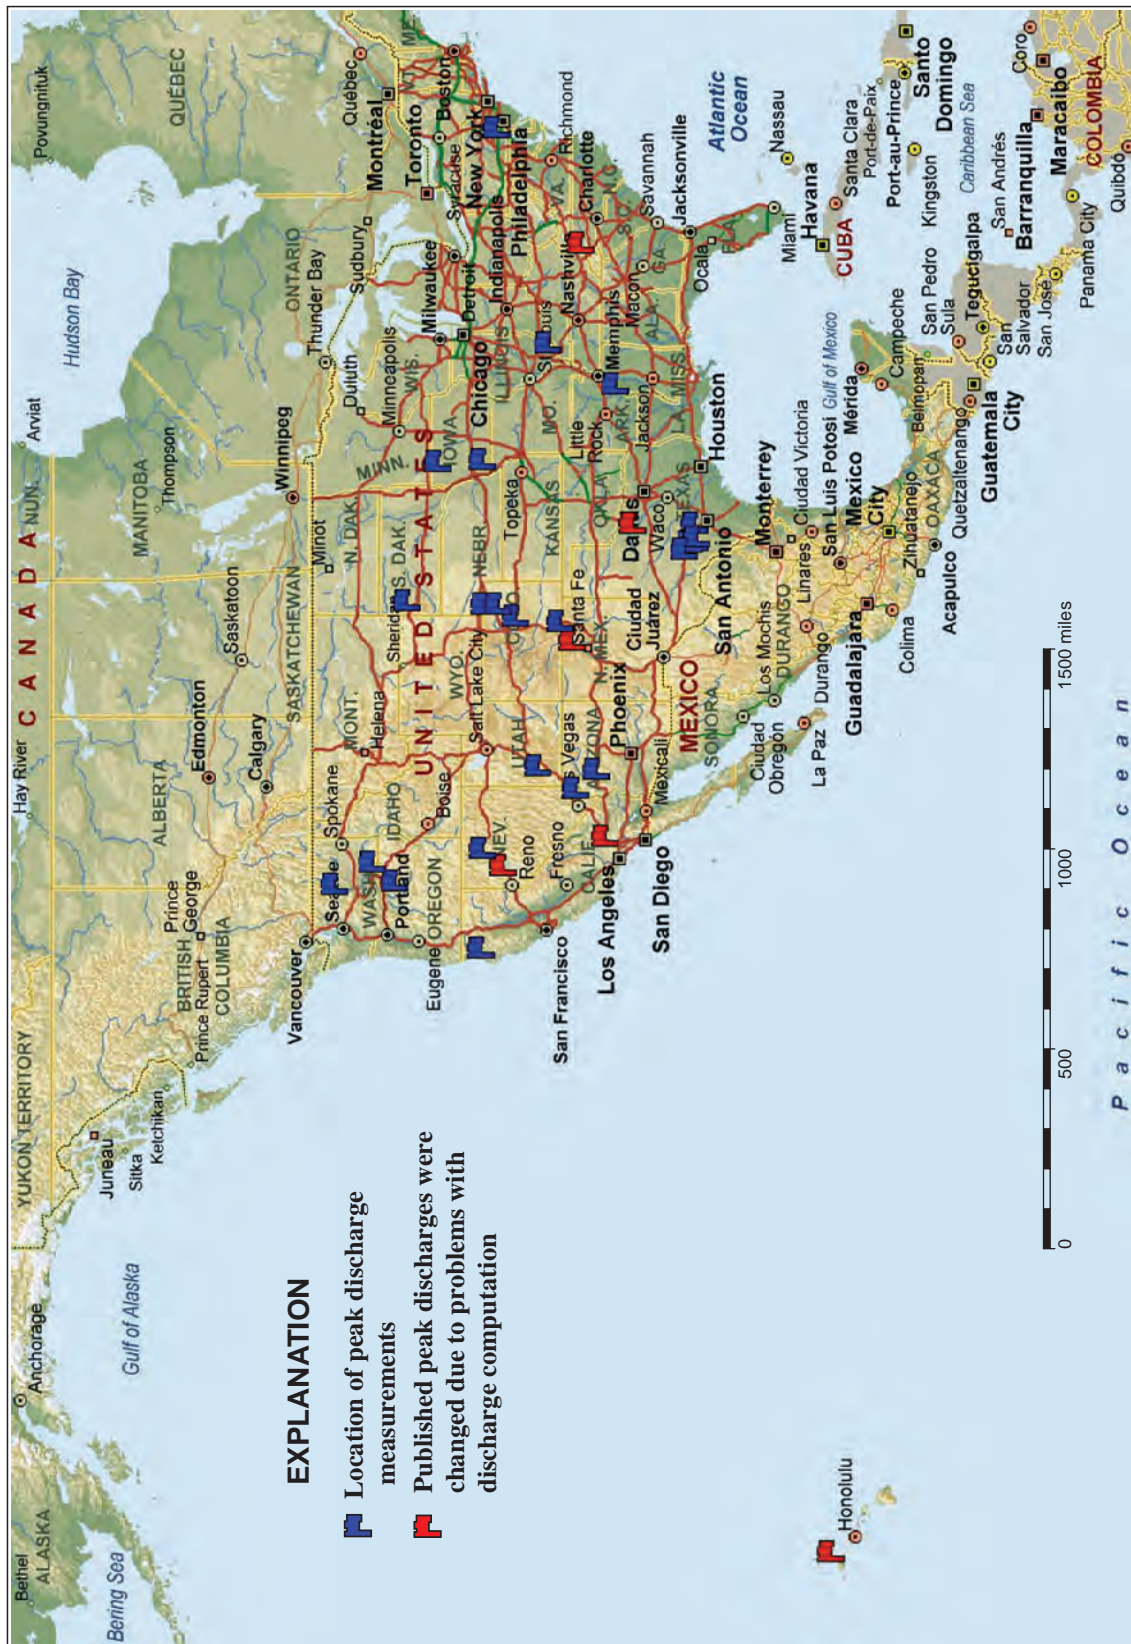 EXPLANATION
Location of peak discharge
measurements
Published peak discharges were
changed due to problems with
discharge computation
Bethel
ALASKA
Bering Sea
Anchorage
Gulf of Alaska
YUKON TERRITORY
Juneau
Sitka
Ketchikan
Prince Rupert
Prince
George
BRITISH
COLUMBIA
Hay River
CANADA
NUN.
Arviat
Hudson Bay
Povungnituk
QUÉBEC
ALBERTA
Edmonton
Calgary
Saskatoon
SASKATCHEWAN
MANITOBA
Thompson
Winnipeg
ONTARIO
Thunder Bay
Sudbury
Québec
Montréal
Toronto
Vancouver
Spokane
WASH
Portland
Eugene
OREGON
IDAHO
Boise
MONT.
Helena
UNITED STATES
Minot
N. DAK.
S. DAK.
Sheridan
WYO.
MINN.
Duluth
Minneapolis
WIS.
Milwaukee
Detroit
Syracuse
Boston
New York
Philadelphia
IOWA
Chicago
ILLINOIS
Indianapolis
NEBR.
Salt Lake City
NEV.
Reno
UTAH
Topeka
KANSAS
MO.
Nashville
Richmond
VA.
Charlotte
N.C.
S.C.
San Francisco
Fresno
CALIF.
Los Angeles
San Diego
ARIZONA
Phoenix
Mexicali
Santa Fe
N. MEX.
Ciudad
Juárez
OKLA.
Little
Rock
ARK.
Memphis
Jackson
MISS.
ALA.
Macon
GA.
Savannah
Jacksonville
Waco
TEXAS
LA.
Houston
San Antonio
Ocala
FLA.
Miami
Atlantic
Ocean
Nassau
Havana
CUBA
Santa Clara
Port-de-Paix
Port-au-Prince
Santo
Domingo
Kingston
Caribbean Sea
MEXICO
SONORA
Ciudad
Obregon
Los Mochis
La Paz
DURANGO
Durango
Monterrey
Linares
Ciudad Victoria
San Luis Potosi
Gulf of Mexico
Mérida
Campeche
Guadalajara
Colima
Mexico
City
Zihuatanejo
Acapulco
OAXACA
Belmopan
Quetzaltenango
Guatemala
City
San Pedro
Sula
Tegucigalpa
San
Salvador
San José
San Andrés
Barranquilla
Panama City
Maracaibo
Coro
COLOMBIA
Quibdo
Honolulu
0
500
1000
1500 miles
Pacific Ocean